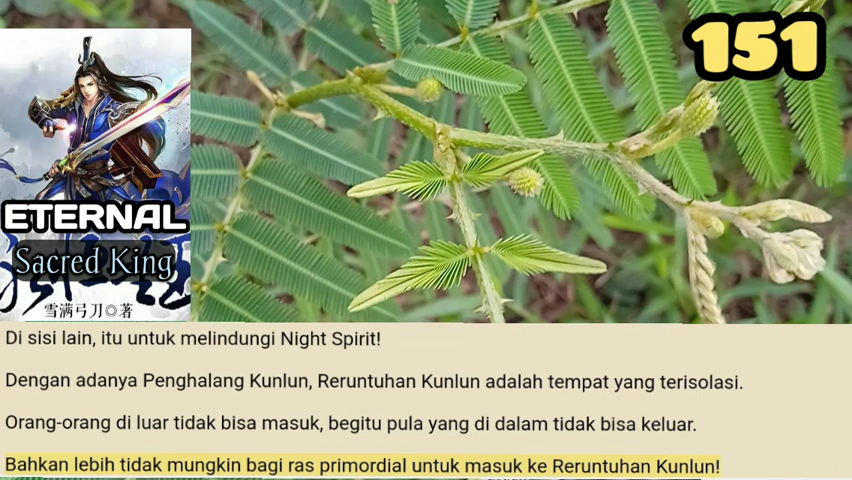 151
ETERNAL
Sacred King
雪满弓刀◎著
Di sisi lain, itu untuk melindungi Night Spirit!
Dengan adanya Penghalang Kunlun, Reruntuhan Kunlun adalah tempat yang terisolasi.
Orang-orang di luar tidak bisa masuk, begitu pula yang di dalam tidak bisa keluar.
Bahkan lebih tidak mungkin bagi ras primordial untuk masuk ke Reruntuhan Kunlun!